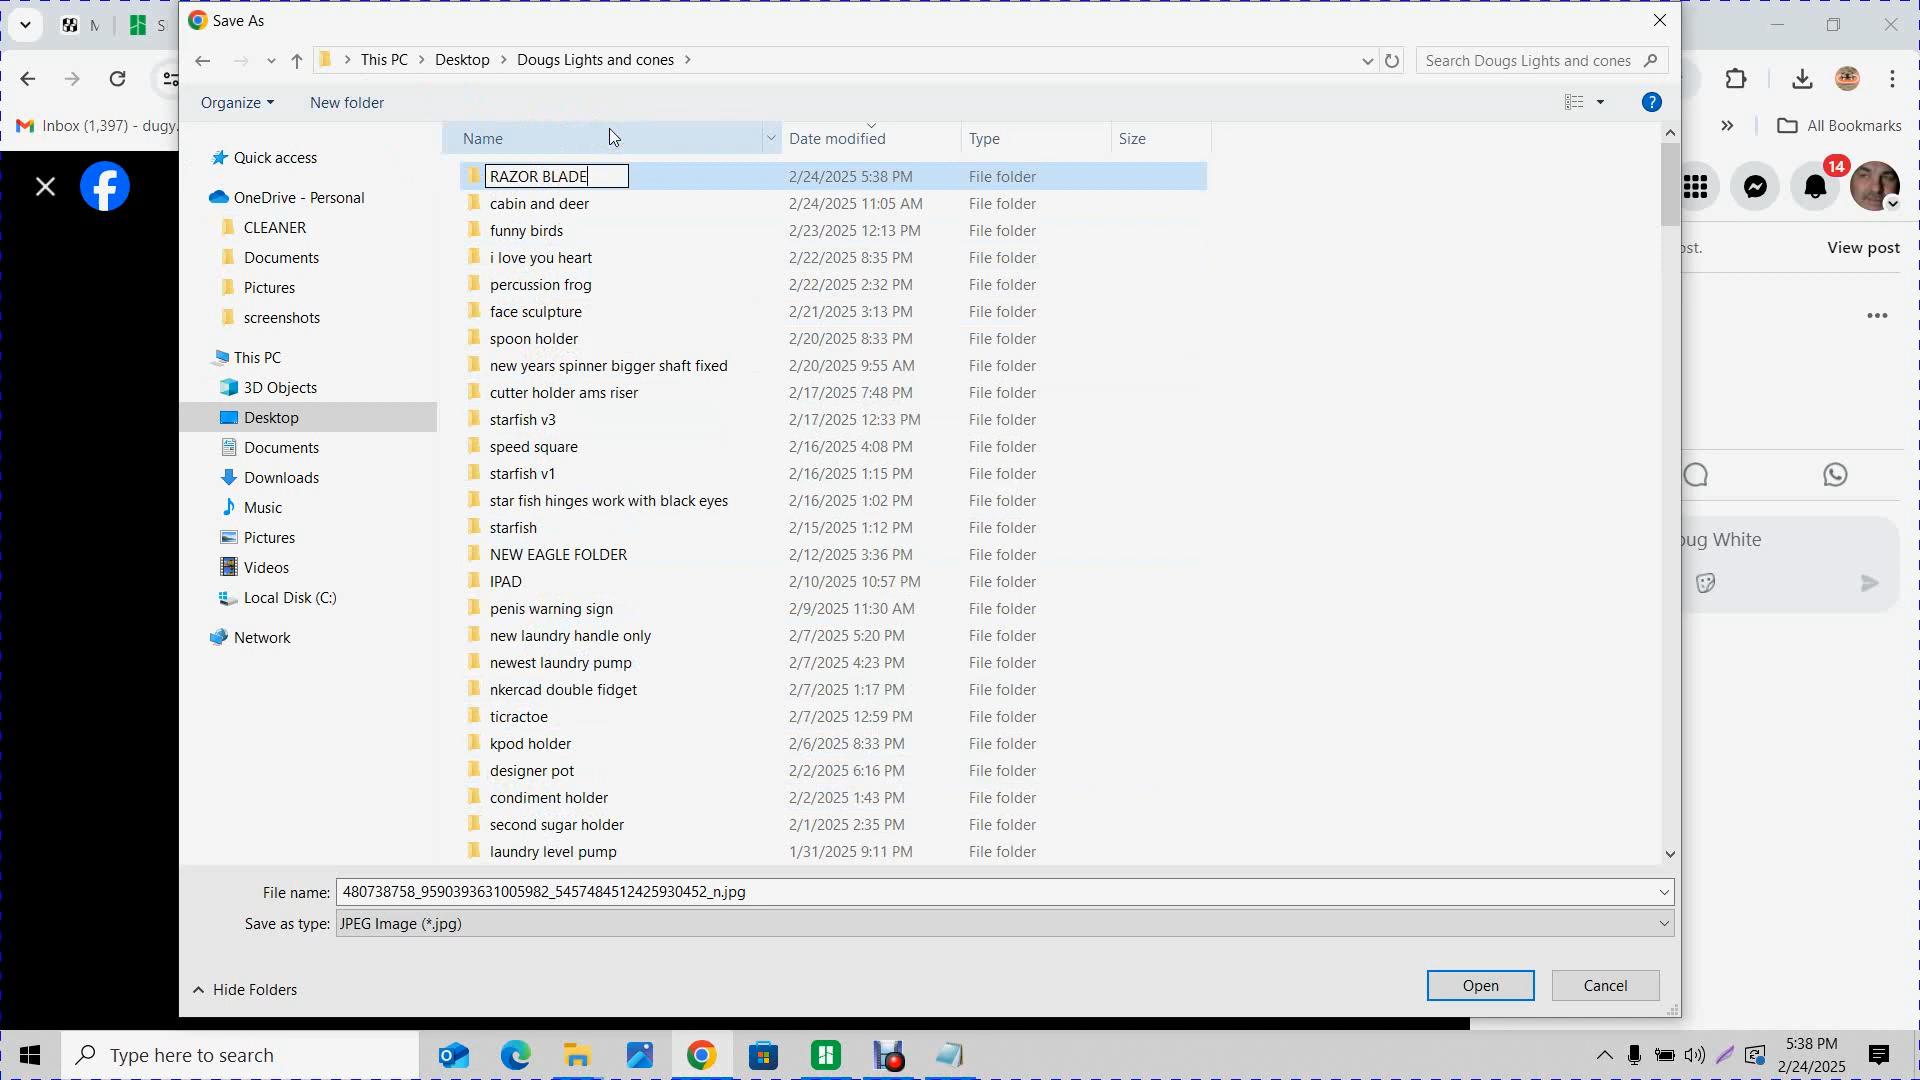 M
S
Save As
This PC > Desktop > Dougs Lights and cones >
Search Dougs Lights and cones
Organize
New folder
Inbox (1,397) - dugy.
»
All Bookmarks
Name
Date modified
Type
Size
14
Quick access
OneDrive - Personal
CLEANER
Documents
Pictures
screenshots
This PC
3D Objects
Desktop
Documents
Downloads
Music
Pictures
Videos
Local Disk (C:)
Network
RAZOR BLADE 2/24/2025 5:38 PM File folder
cabin and deer 2/24/2025 11:05 AM File folder
funny birds 2/23/2025 12:13 PM File folder
i love you heart 2/22/2025 8:35 PM File folder
percussion frog 2/22/2025 2:32 PM File folder
face sculpture 2/21/2025 3:13 PM File folder
spoon holder 2/20/2025 8:33 PM File folder
new years spinner bigger shaft fixed 2/20/2025 9:55 AM File folder
cutter holder ams riser 2/17/2025 7:48 PM File folder
starfish v3 2/17/2025 12:33 PM File folder
speed square 2/16/2025 4:08 PM File folder
starfish v1 2/16/2025 1:15 PM File folder
star fish hinges work with black eyes 2/16/2025 1:02 PM File folder
starfish 2/15/2025 1:12 PM File folder
NEW EAGLE FOLDER 2/12/2025 3:36 PM File folder
IPAD 2/10/2025 10:57 PM File folder
penis warning sign 2/9/2025 11:30 AM File folder
new laundry handle only 2/7/2025 5:20 PM File folder
newest laundry pump 2/7/2025 4:23 PM File folder
nkercad double fidget 2/7/2025 1:17 PM File folder
ticractoe 2/7/2025 12:59 PM File folder
kpod holder 2/6/2025 8:33 PM File folder
designer pot 2/2/2025 6:16 PM File folder
condiment holder 2/2/2025 1:43 PM File folder
second sugar holder 2/1/2025 2:35 PM File folder
laundry level pump 1/31/2025 9:11 PM File folder
ost.
View post
oug White
File name: 480738758_9590393631005982_5457484512425930452_n.jpg
Save as type: JPEG Image (*.jpg)
Hide Folders
Open
Cancel
Type here to search
5:38 PM
2/24/2025